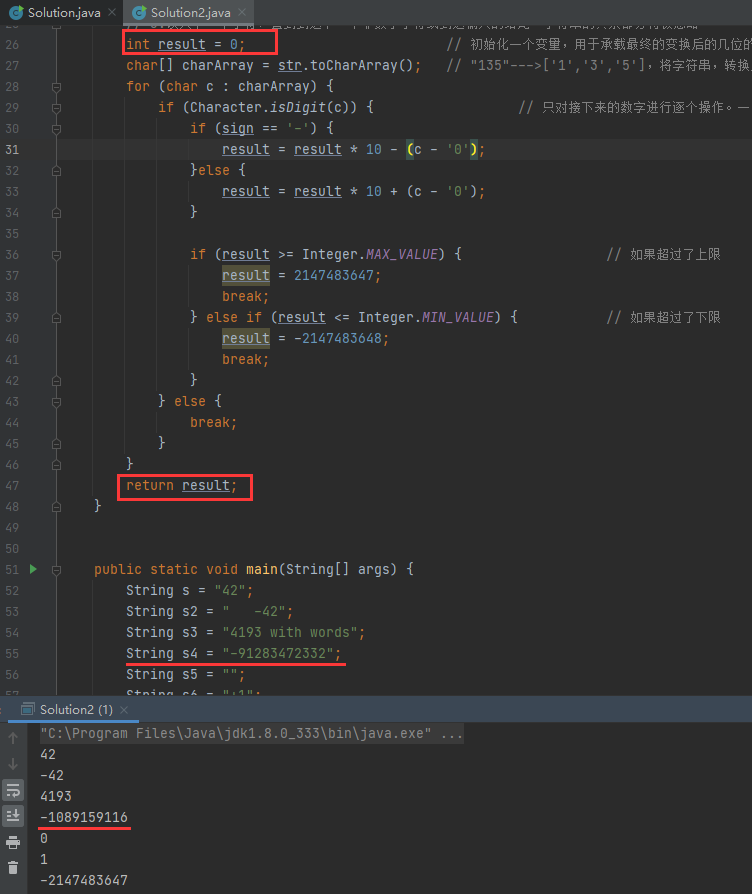 Solution.java × Solution2.java ×
26 int result = 0; // 初始化一个变量，用于承载最终的变换后的几位的
27 char[] charArray = str.toCharArray(); // "135"--->['1','3','5'],将字符串，转换
28 for (char c : charArray) {
29 if (Character.isDigit(c)) { // 只对接下来的数字进行逐个操作。一
30 if (sign == '-') {
31 result = result * 10 - (c - '0');
32 }else {
33 result = result * 10 + (c - '0');
34 }
35
36 if (result >= Integer.MAX_VALUE) { // 如果超过了上限
37 result = 2147483647;
38 break;
39 } else if (result <= Integer.MIN_VALUE) { // 如果超过了下限
40 result = -2147483648;
41 break;
42 }
43 } else {
44 break;
45 }
46 }
47 return result;
48 }
49
50
51 public static void main(String[] args) {
52 String s = "42";
53 String s2 = "   -42";
54 String s3 = "4193 with words";
55 String s4 = "-91283472332";
56 String s5 = "";
57 String s6 = "+1";
Solution2 (1) ×
"C:\Program Files\Java\jdk1.8.0_333\bin\java.exe" ...
42
-42
4193
-1089159116
0
1
-2147483647